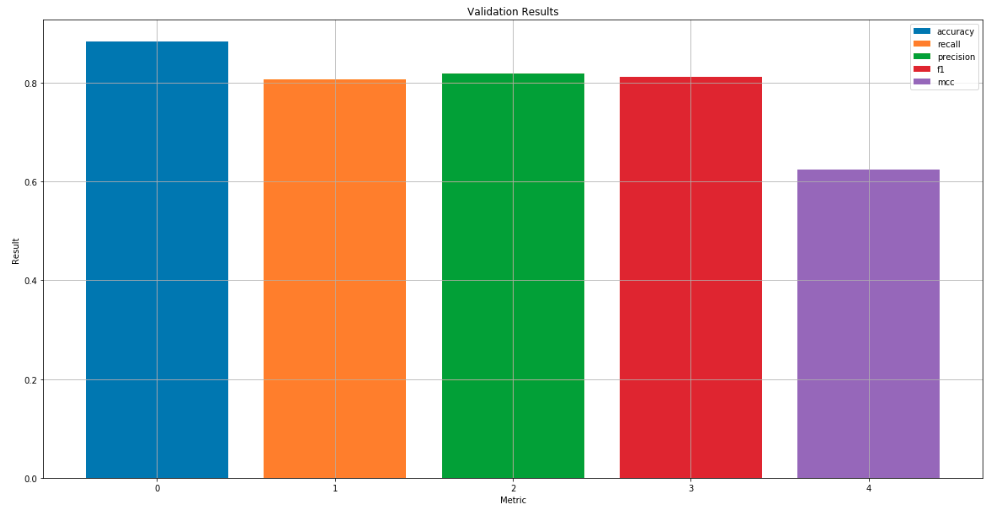 Validation Results
accuracy
recall
precision
f1
mcc
0.8
0.6
0.4
0.2
0.0
Result
0 1 2 3 4
Metric